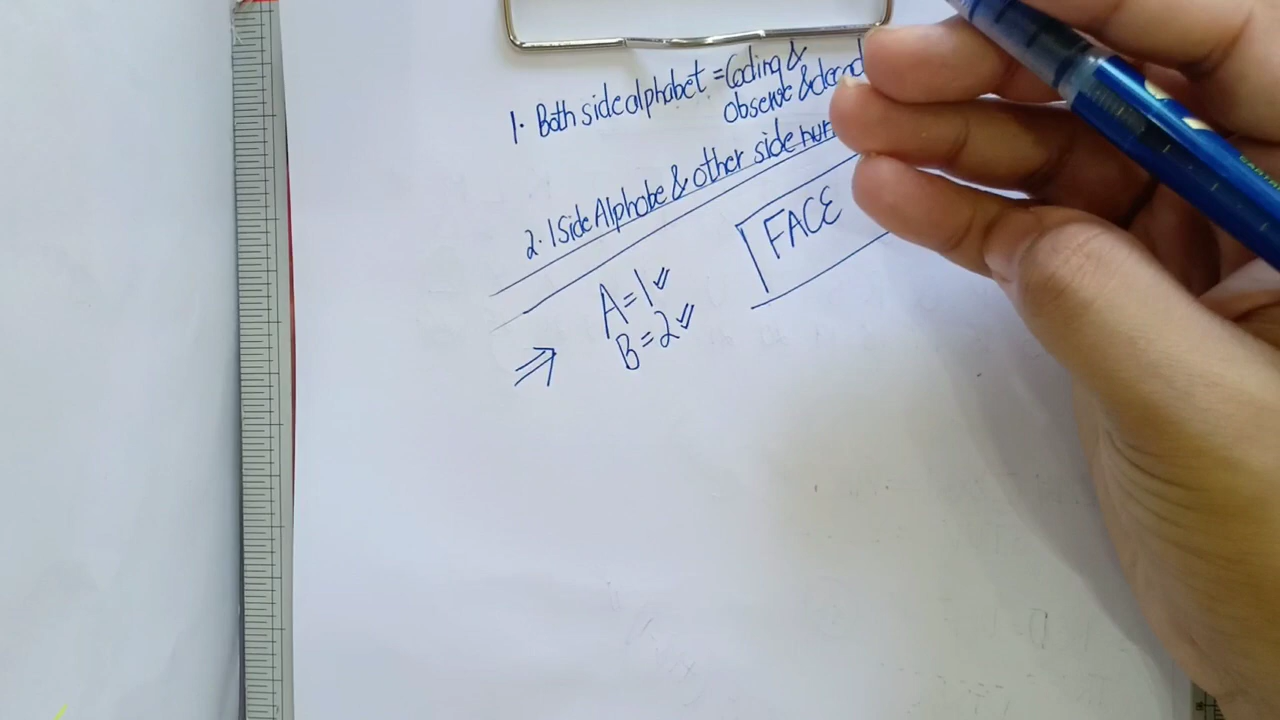 1. Both side alphabet = Coding &
observe & decod
2. 1 Side Alphabe & other side
FACE
A=1
B=2